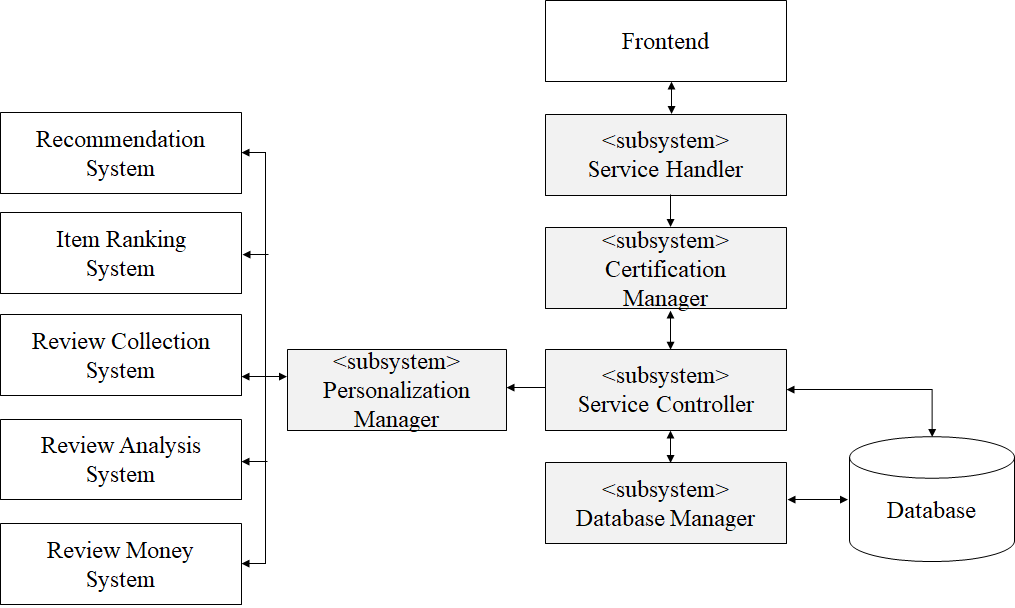 Frontend
<subsystem>
Service Handler
Recommendation
System
<subsystem>
Certification
Manager
Item Ranking
System
Review Collection
System
<subsystem>
Personalization
Manager
<subsystem>
Service Controller
Review Analysis
System
<subsystem>
Database Manager
Database
Review Money
System